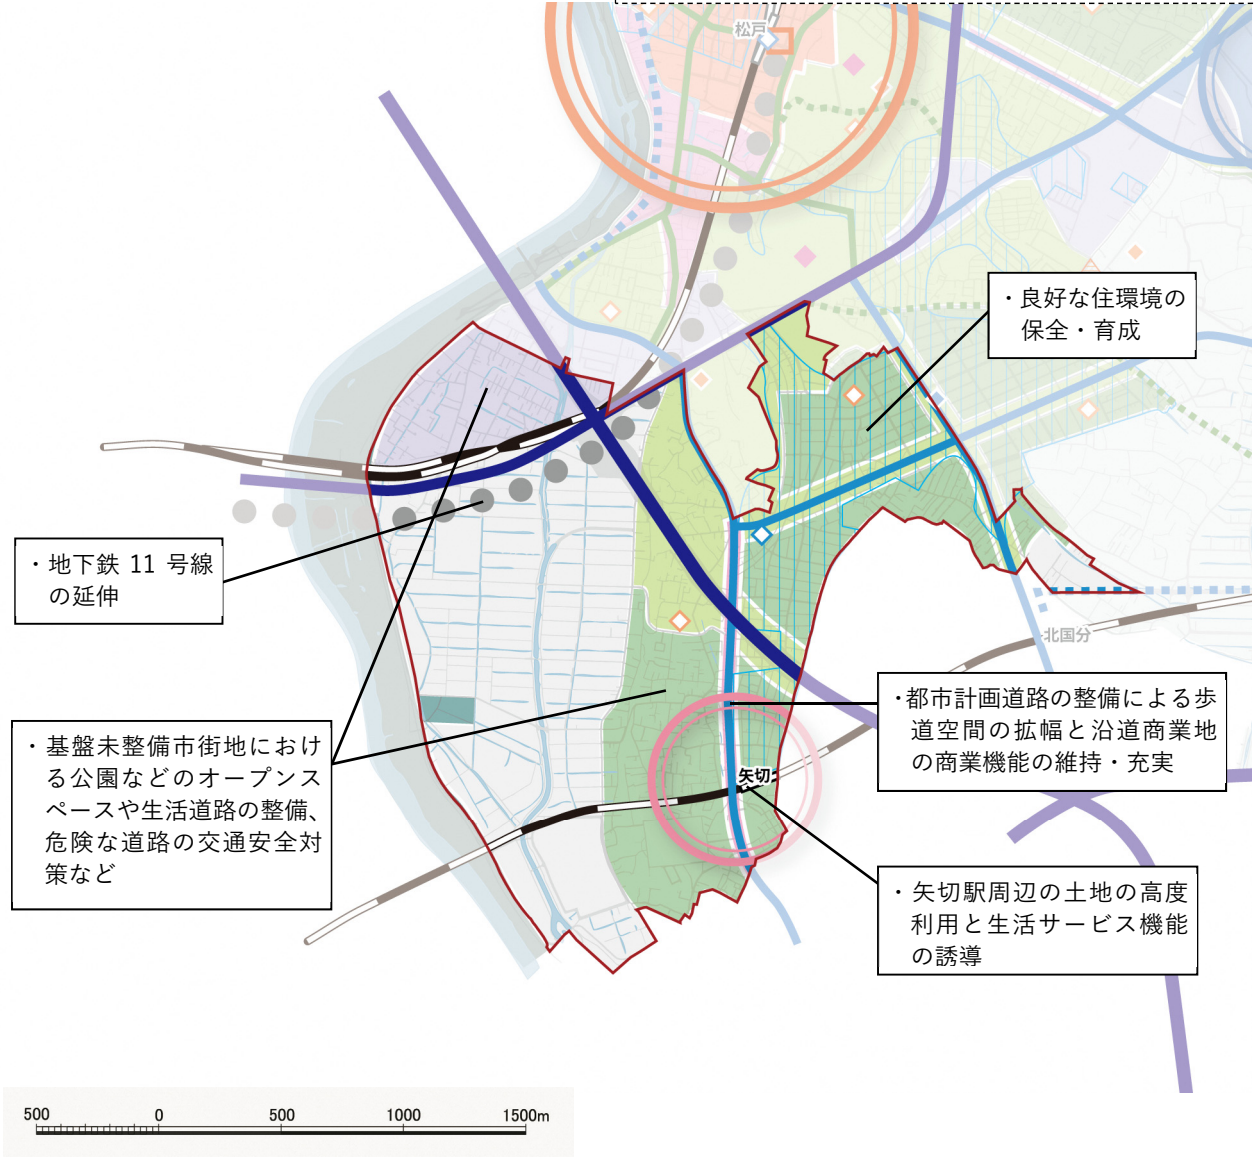 松戸
・良好な住環境の
保全・育成
・地下鉄 11 号線
の延伸
北国分
・都市計画道路の整備による歩
道空間の拡幅と沿道商業地
の商業機能の維持・充実
・基盤未整備市街地におけ
る公園などのオープンス
ペースや生活道路の整備、
危険な道路の交通安全対
策など
矢切
・矢切駅周辺の土地の高度
利用と生活サービス機能
の誘導
500 0 500 1000 1500m